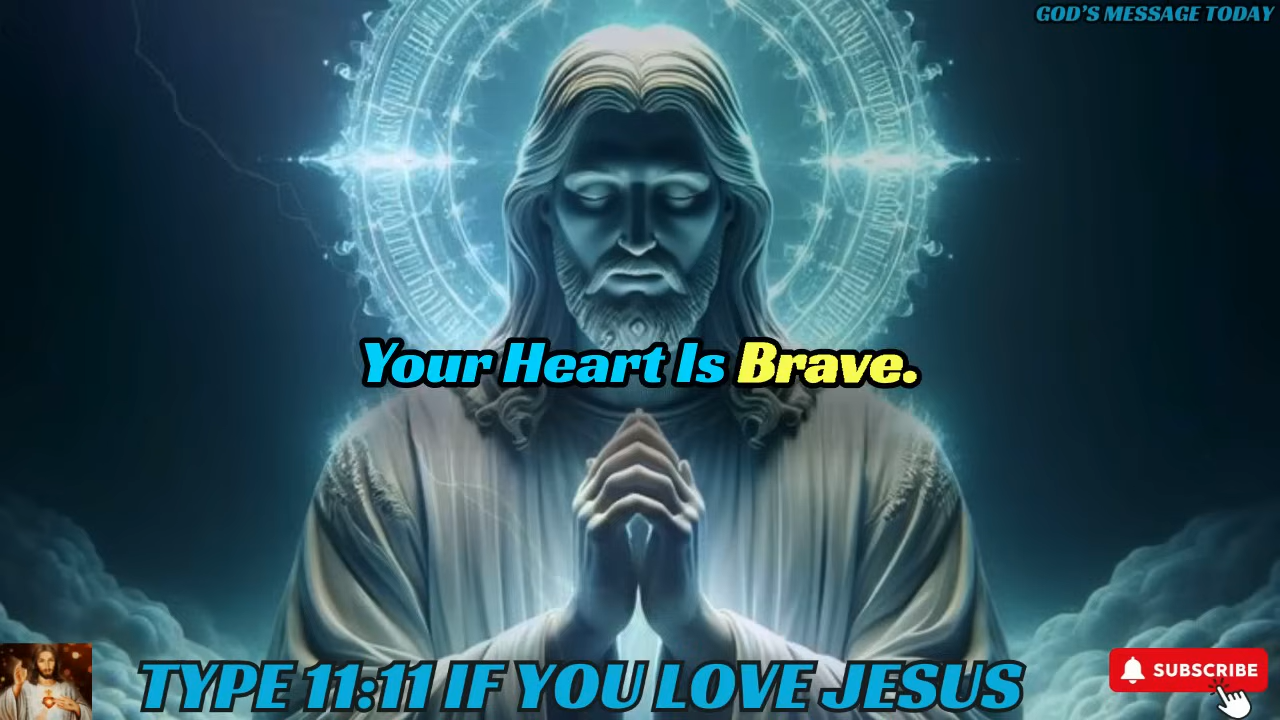 GOD'S MESSAGE TODAY
Your Heart Is Brave.
TYPE 11:11 IF YOU LOVE JESUS
SUBSCRIBE